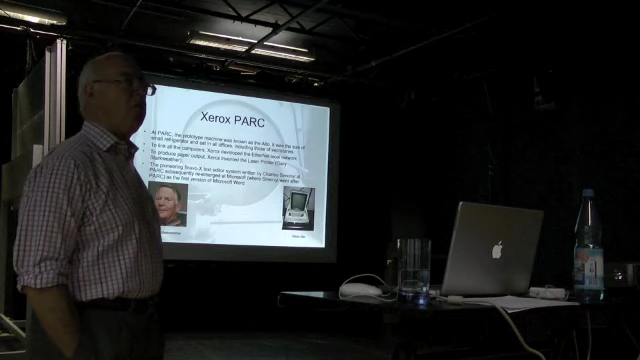 Xerox PARC
At PARC, the prototype machine was known as the Alto. It was the size of
small refrigerator and sat in all offices, including those of secretaries.
To link all the computers, Xerox developed the Ethernet local network
To produce paper output, Xerox invented the Laser Printer (Gary
Starkweather)
The pioneering Bravo-X text editor system written by Charles Simonyi at
PARC subsequently re-emerged at Microsoft (where Simonyi went after
PARC) as the first version of Microsoft Word